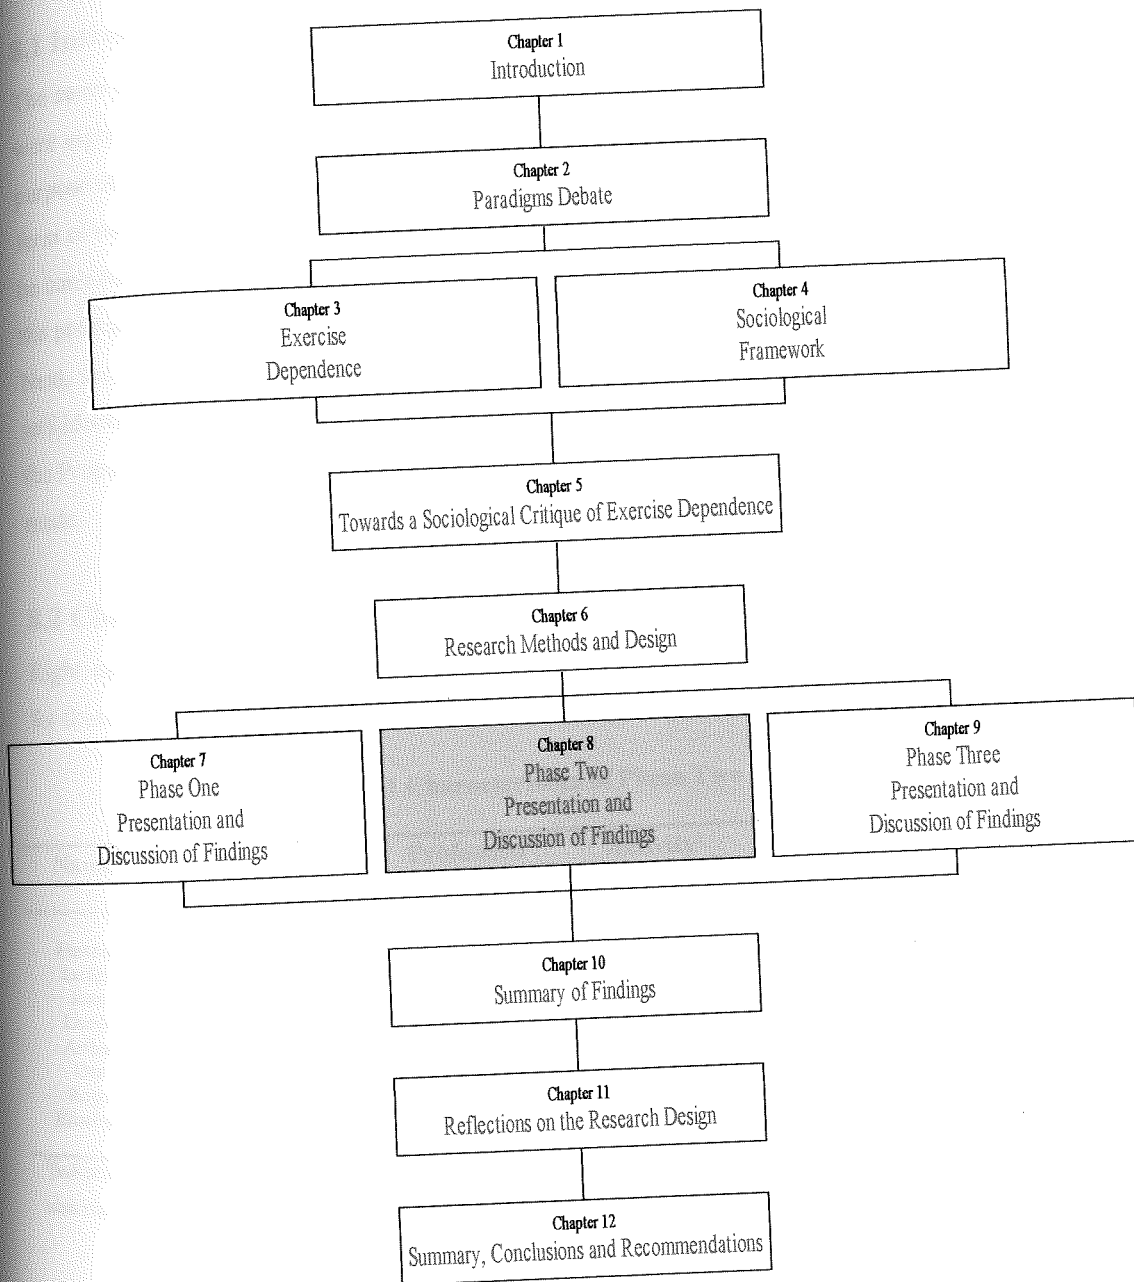 Chapter 1
Introduction
Chapter 2
Paradigms Debate
Chapter 3
Exercise
Dependence
Chapter 4
Sociological
Framework
Chapter 5
Towards a Sociological Critique of Exercise Dependence
Chapter 6
Research Methods and Design
Chapter 7
Phase One
Presentation and
Discussion of Findings
Chapter 8
Phase Two
Presentation and
Discussion of Findings
Chapter 9
Phase Three
Presentation and
Discussion of Findings
Chapter 10
Summary of Findings
Chapter 11
Reflections on the Research Design
Chapter 12
Summary, Conclusions and Recommendations